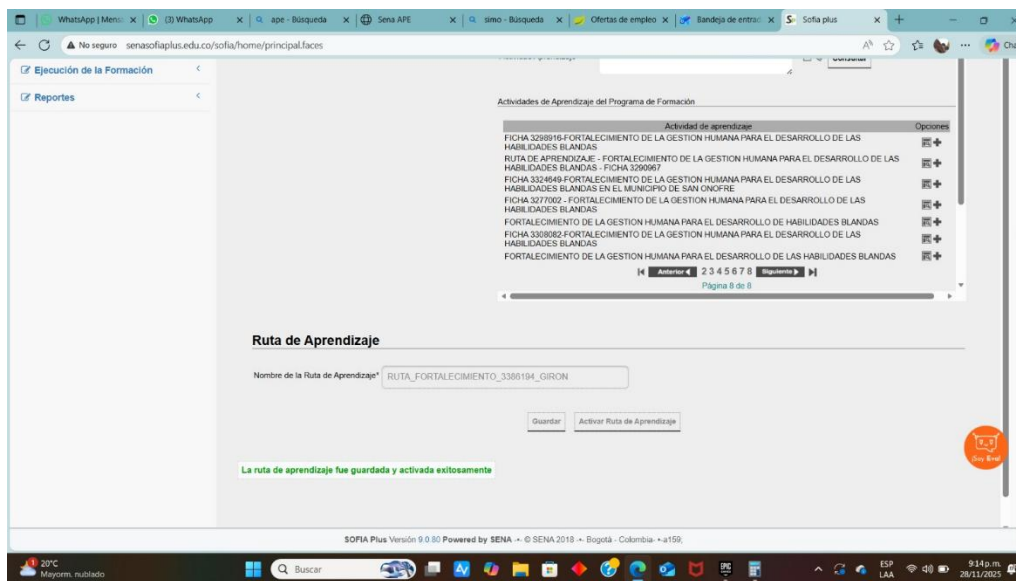 WhatsApp | Mens
(3) WhatsApp
ape - Búsqueda
Sena APE
simo - Búsqueda
Ofertas de empleo
Bandeja de entrad
Sofia plus
No seguro
senasofiaplus.edu.co/sofia/home/principal.faces
Ejecución de la Formación
Reportes
Actividades de Aprendizaje del Programa de Formación
Actividad de aprendizaje
Opciones
FICHA 3298916-FORTALECIMIENTO DE LA GESTION HUMANA PARA EL DESARROLLO DE LAS
HABILIDADES BLANDAS
RUTA DE APRENDIZAJE - FORTALECIMIENTO DE LA GESTION HUMANA PARA EL DESARROLLO DE LAS
HABILIDADES BLANDAS - FICHA 3290967
FICHA 3324649-FORTALECIMIENTO DE LA GESTION HUMANA PARA EL DESARROLLO DE LAS
HABILIDADES BLANDAS EN EL MUNICIPIO DE SAN ONOFRE
FICHA 3277002 - FORTALECIMIENTO DE LA GESTION HUMANA PARA EL DESARROLLO DE LAS
HABILIDADES BLANDAS
FORTALECIMIENTO DE LA GESTION HUMANA PARA EL DESARROLLO DE HABILIDADES BLANDAS
FICHA 3308082-FORTALECIMIENTO DE LA GESTION HUMANA PARA EL DESARROLLO DE LAS
HABILIDADES BLANDAS
FORTALECIMIENTO DE LA GESTION HUMANA PARA EL DESARROLLO DE LAS HABILIDADES BLANDAS
Anterior 2 3 4 5 6 7 8 Siguiente
Página 8 de 8
Ruta de Aprendizaje
Nombre de la Ruta de Aprendizaje* RUTA_FORTALECIMIENTO_3386194_GIRON
Guardar
Activar Ruta de Aprendizaje
¡Soy Eva!
La ruta de aprendizaje fue guardada y activada exitosamente
SOFIA Plus Versión 9.0.80 Powered by SENA -•- © SENA 2018 -•- Bogotá - Colombia- •-a159;
20°C
Mayorm. nublado
Buscar
ESP
LAA
9:14 p.m.
28/11/2025